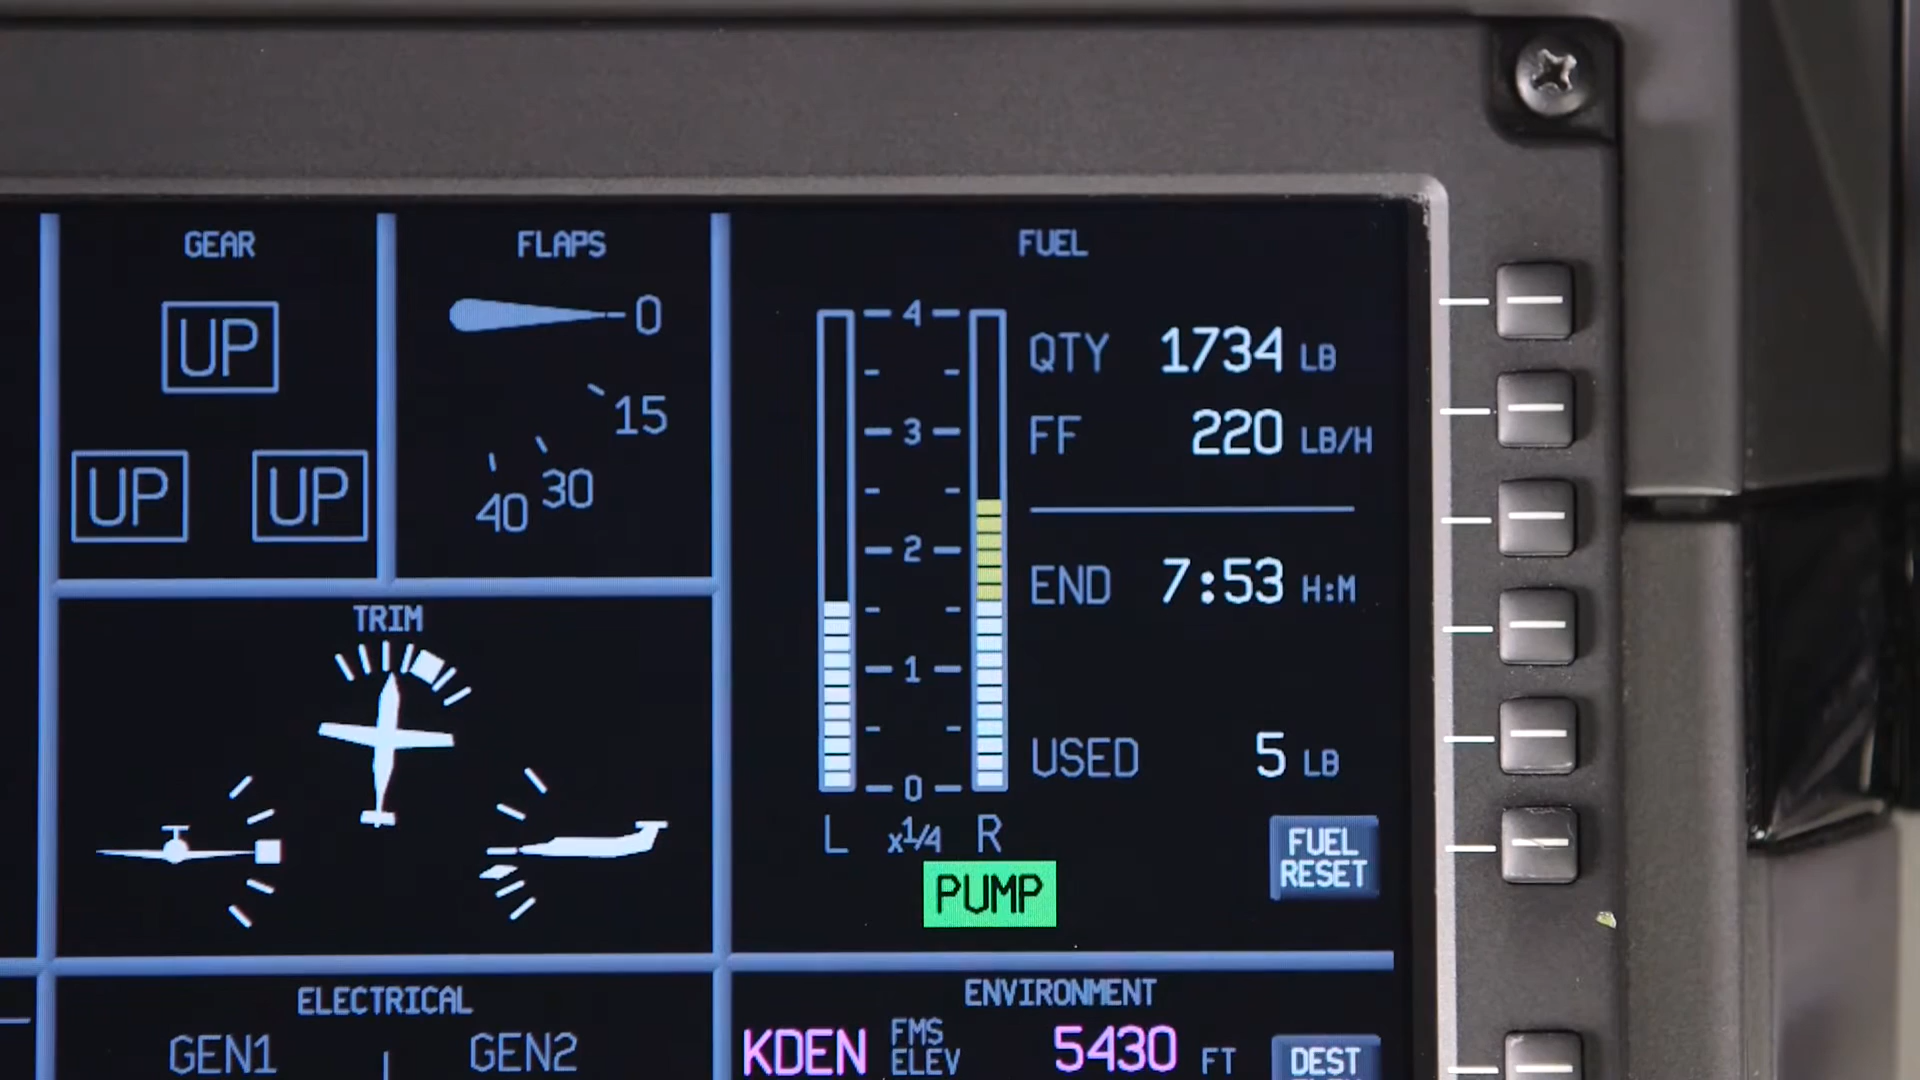 GEAR
UP
UP UP
FLAPS
0
15
30
40
TRIM
FUEL
4
3
2
1
0
L x1/4 R
PUMP
QTY 1734 LB
FF 220 LB/H
END 7:53 H:M
USED 5 LB
FUEL
RESET
ELECTRICAL
GEN1 GEN2
ENVIRONMENT
KDEN FMS ELEV 5430 FT
DEST